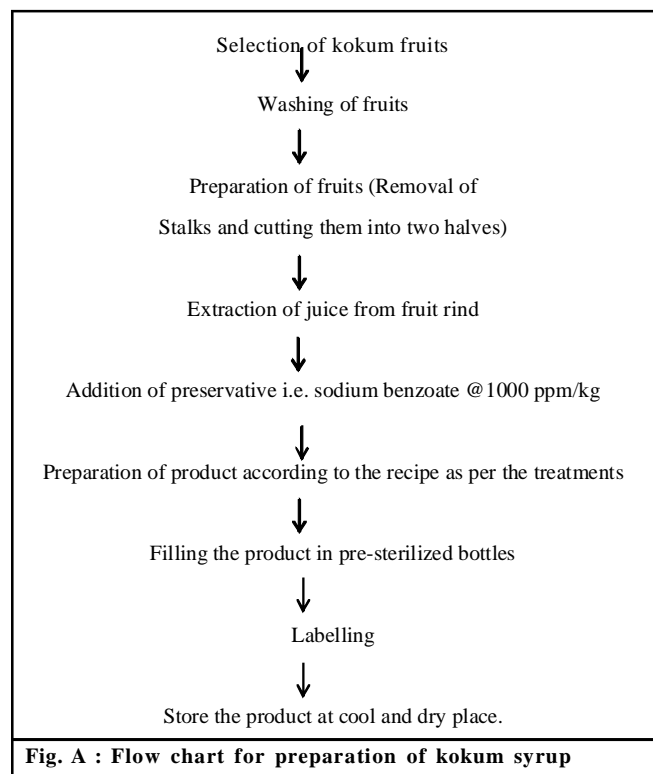 Selection of kokum fruits
Washing of fruits
Preparation of fruits (Removal of
Stalks and cutting them into two halves)
Extraction of juice from fruit rind
Addition of preservative i.e. sodium benzoate @1000 ppm/kg
Preparation of product according to the recipe as per the treatments
Filling the product in pre-sterilized bottles
Labelling
Store the product at cool and dry place.
Fig. A : Flow chart for preparation of kokum syrup